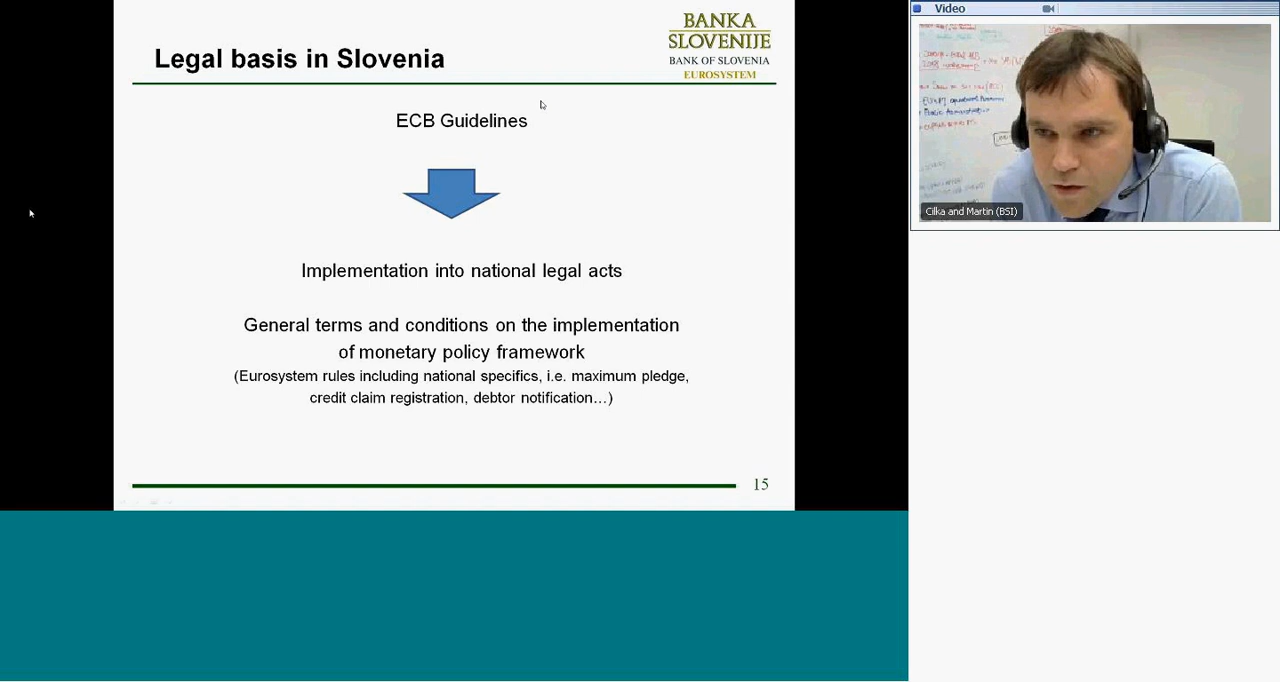 Legal basis in Slovenia
BANKA
SLOVENIJE
BANK OF SLOVENIA
EUROSYSTEM
ECB Guidelines
Implementation into national legal acts
General terms and conditions on the implementation
of monetary policy framework
(Eurosystem rules including national specifics, i.e. maximum pledge,
credit claim registration, debtor notification…)
15
Video
Cilka and Martin (BSI)